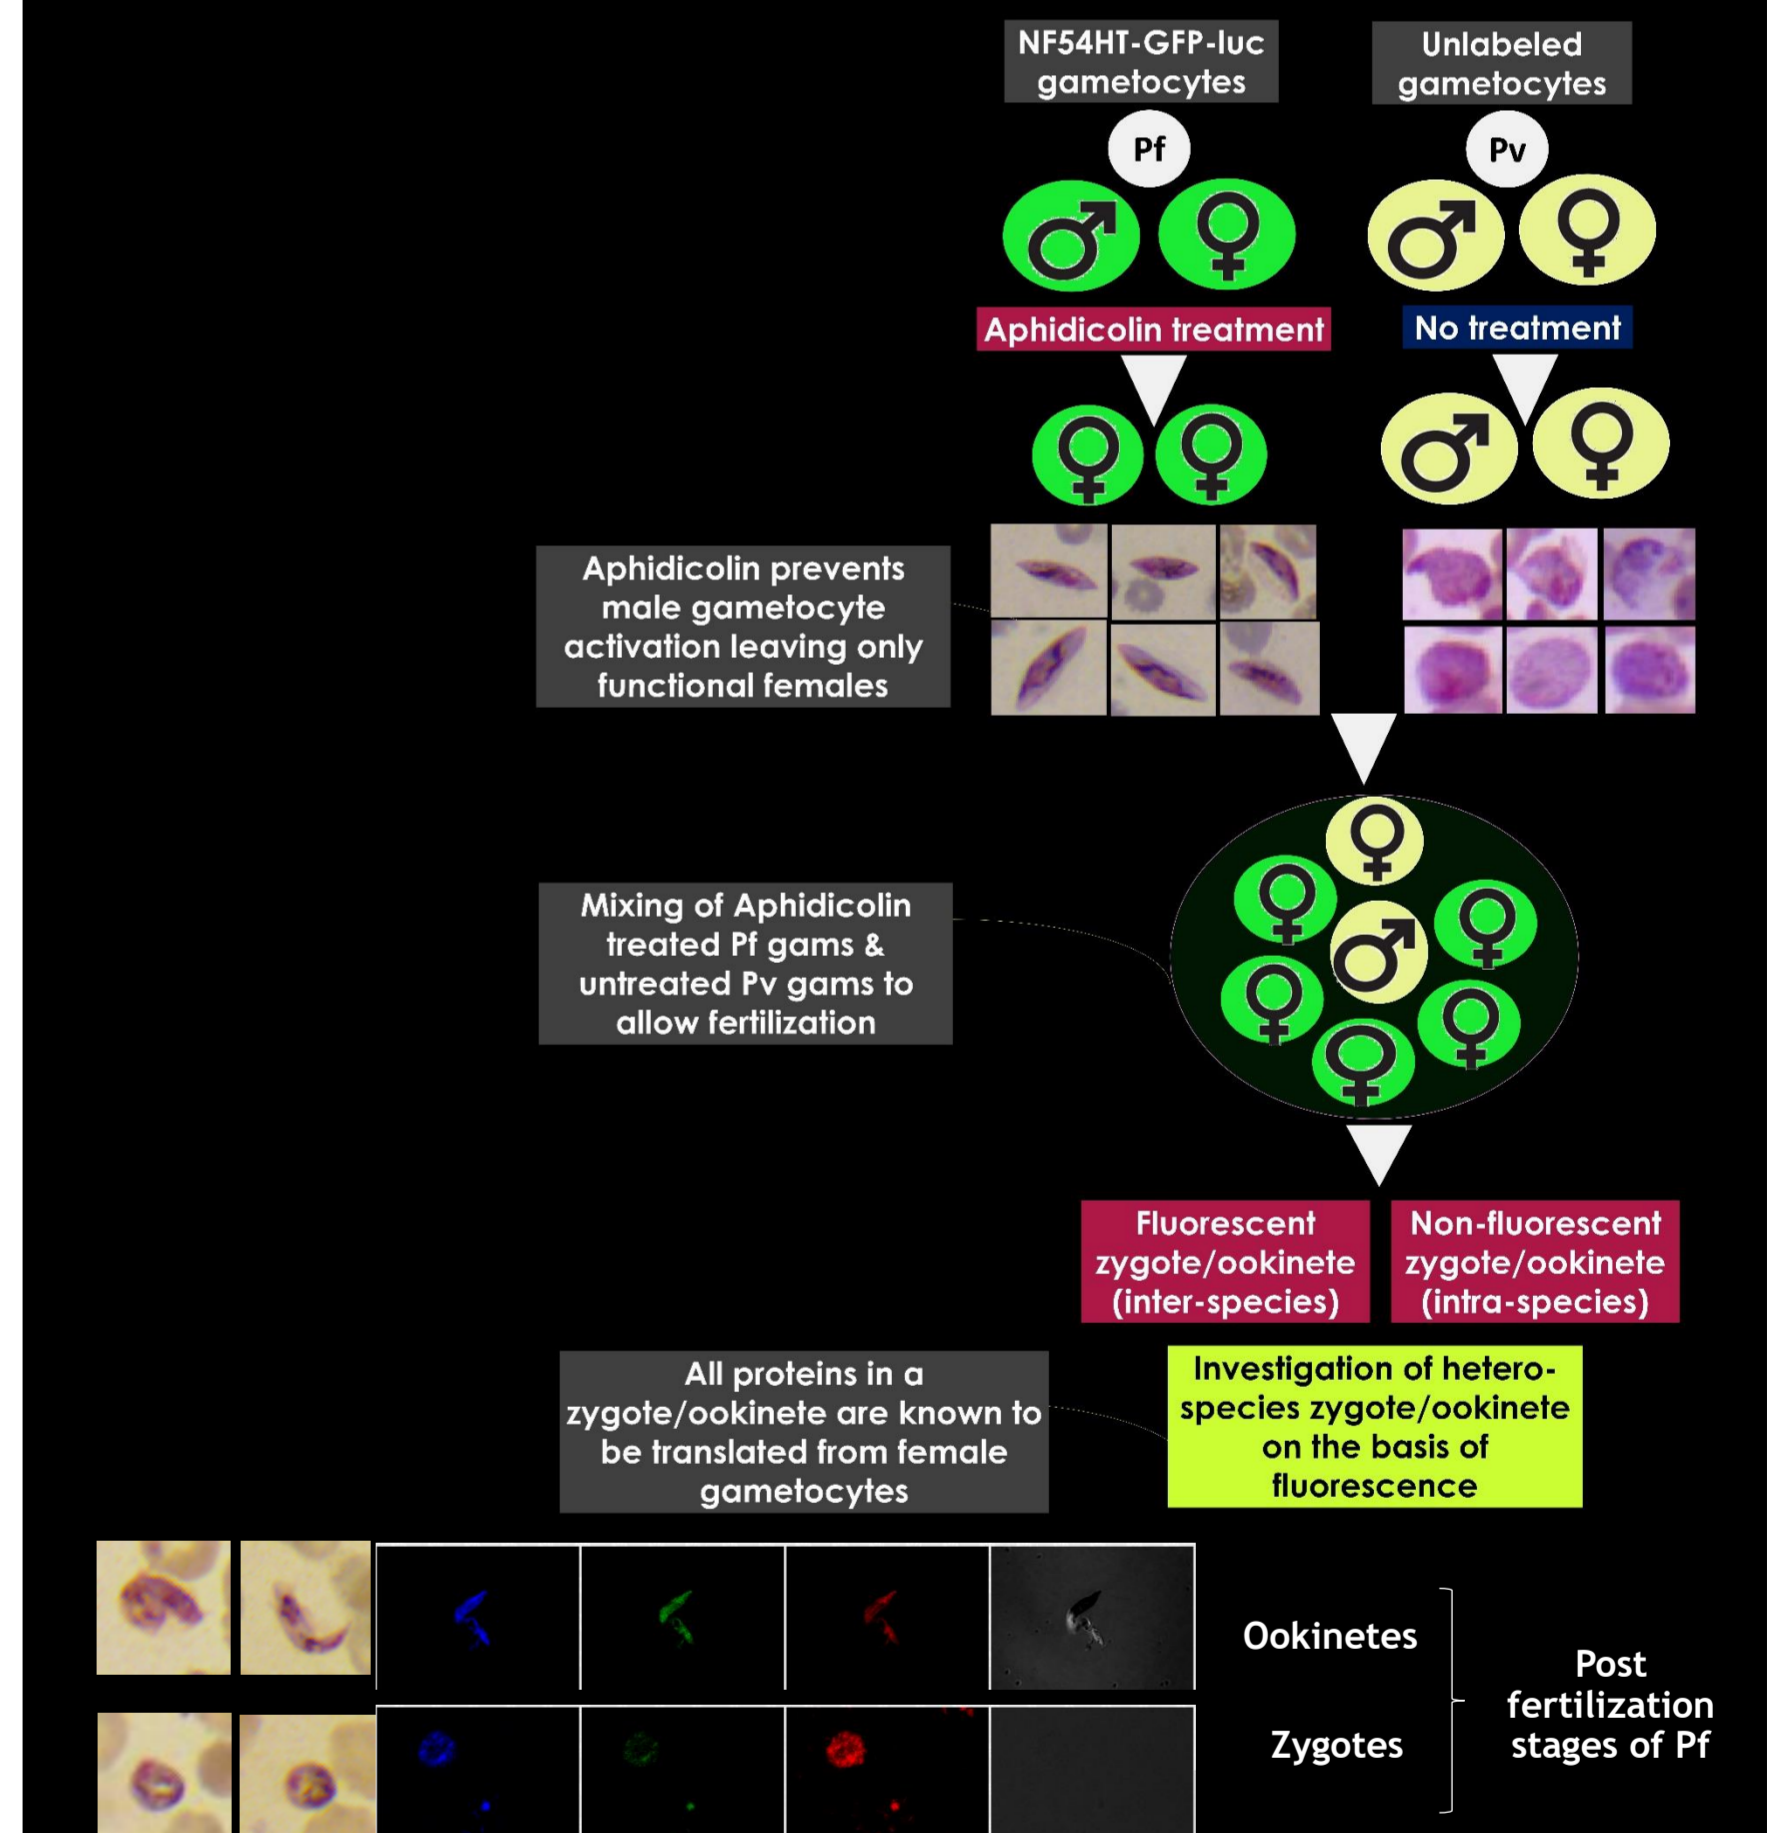 NF54HT-GFP-luc
gametocytes
Unlabeled
gametocytes
Pf
Pv
Aphidicolin treatment
No treatment
Aphidicolin prevents
male gametocyte
activation leaving only
functional females
Mixing of Aphidicolin
treated Pf gams &
untreated Pv gams to
allow fertilization
Fluorescent
zygote/ookinete
(inter-species)
Non-fluorescent
zygote/ookinete
(intra-species)
All proteins in a
zygote/ookinete are known to
be translated from female
gametocytes
Investigation of hetero-
species zygote/ookinete
on the basis of
fluorescence
Ookinetes
Zygotes
Post
fertilization
stages of Pf